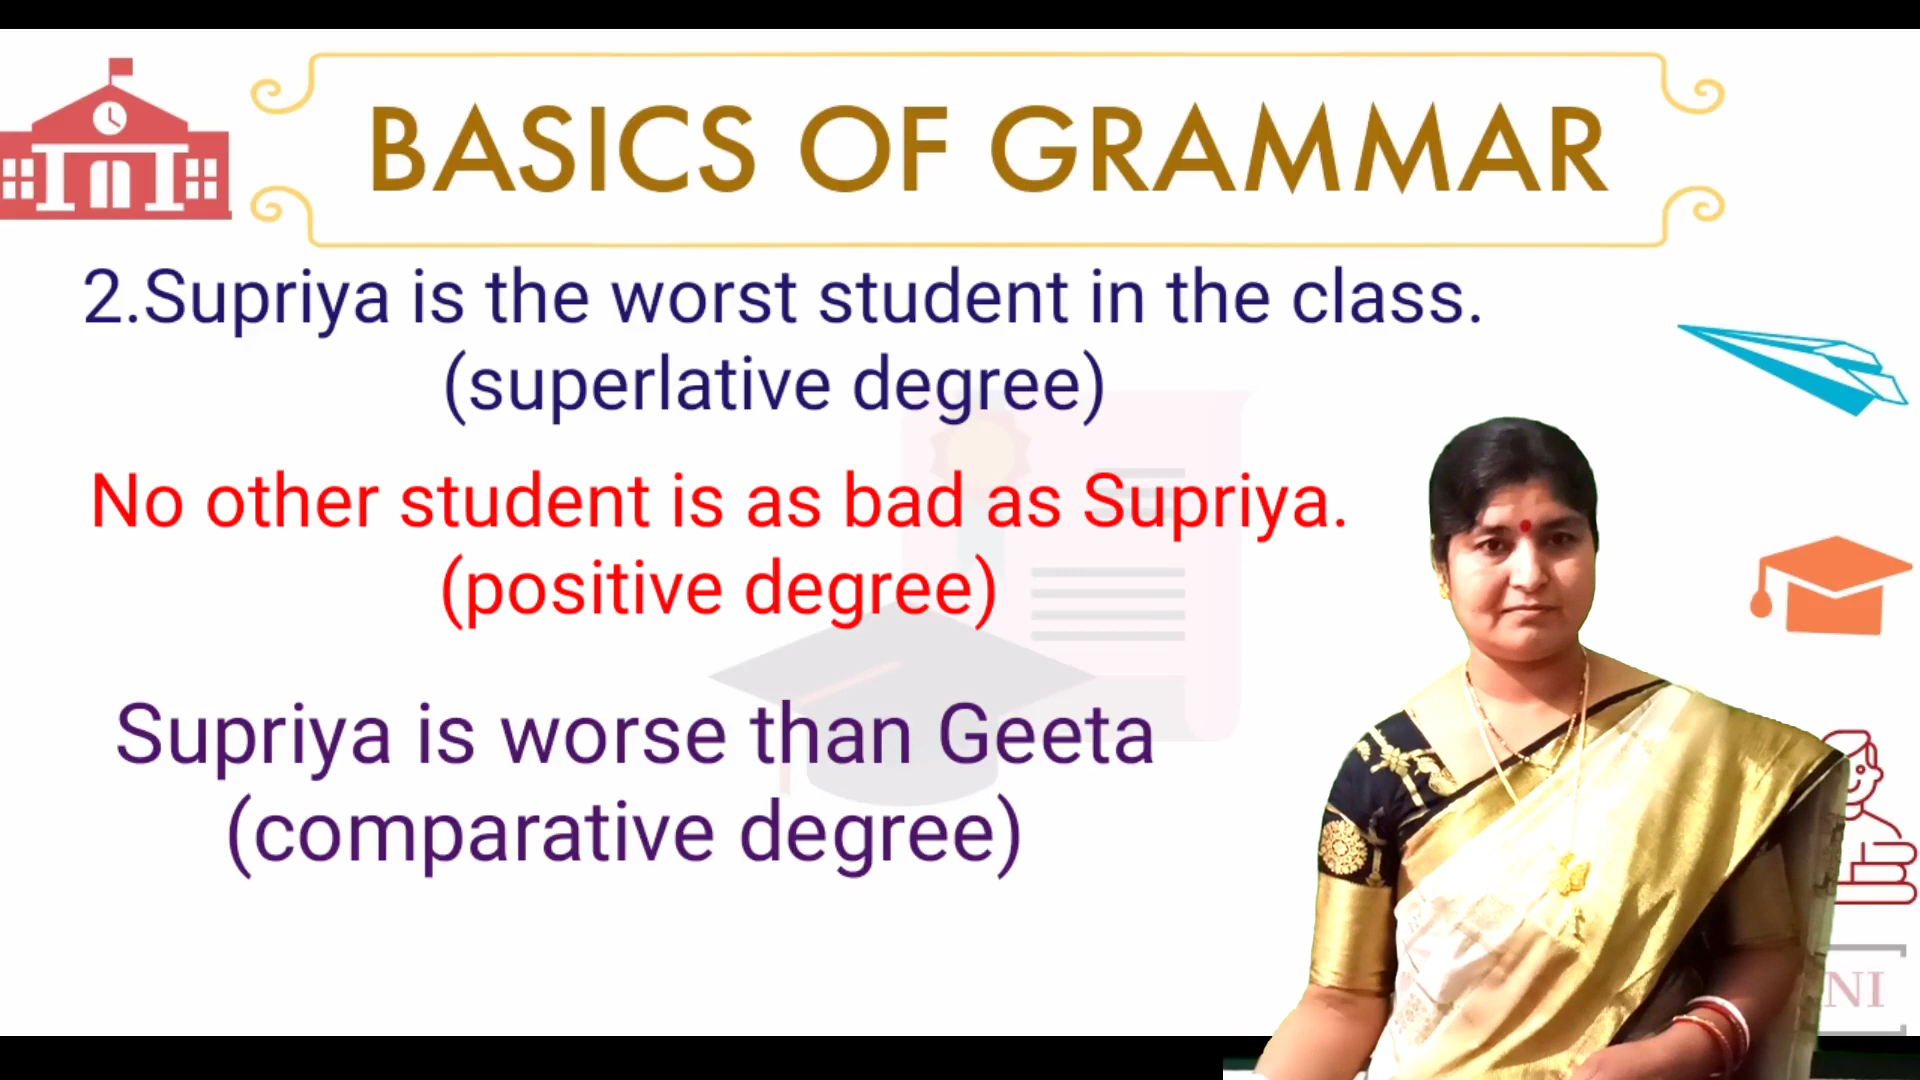 BASICS OF GRAMMAR
2.Supriya is the worst student in the class.
(superlative degree)
No other student is as bad as Supriya.
(positive degree)
Supriya is worse than Geeta
(comparative degree)
NI